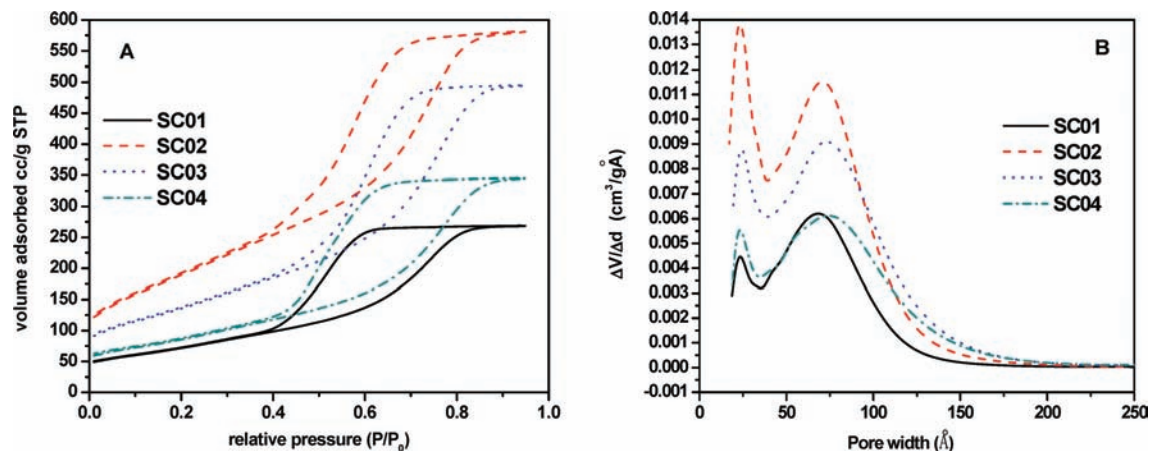 A
SC01
SC02
SC03
SC04
volume adsorbed cc/g STP
600
550
500
450
400
350
300
250
200
150
100
50
0
0.0 0.2 0.4 0.6 0.8 1.0
relative pressure (P/P₀)
B
SC01
SC02
SC03
SC04
ΔV/Δd (cm³/gÅ)
0.014
0.013
0.012
0.011
0.010
0.009
0.008
0.007
0.006
0.005
0.004
0.003
0.002
0.001
0.000
-0.001
0 50 100 150 200 250
Pore width (Å)